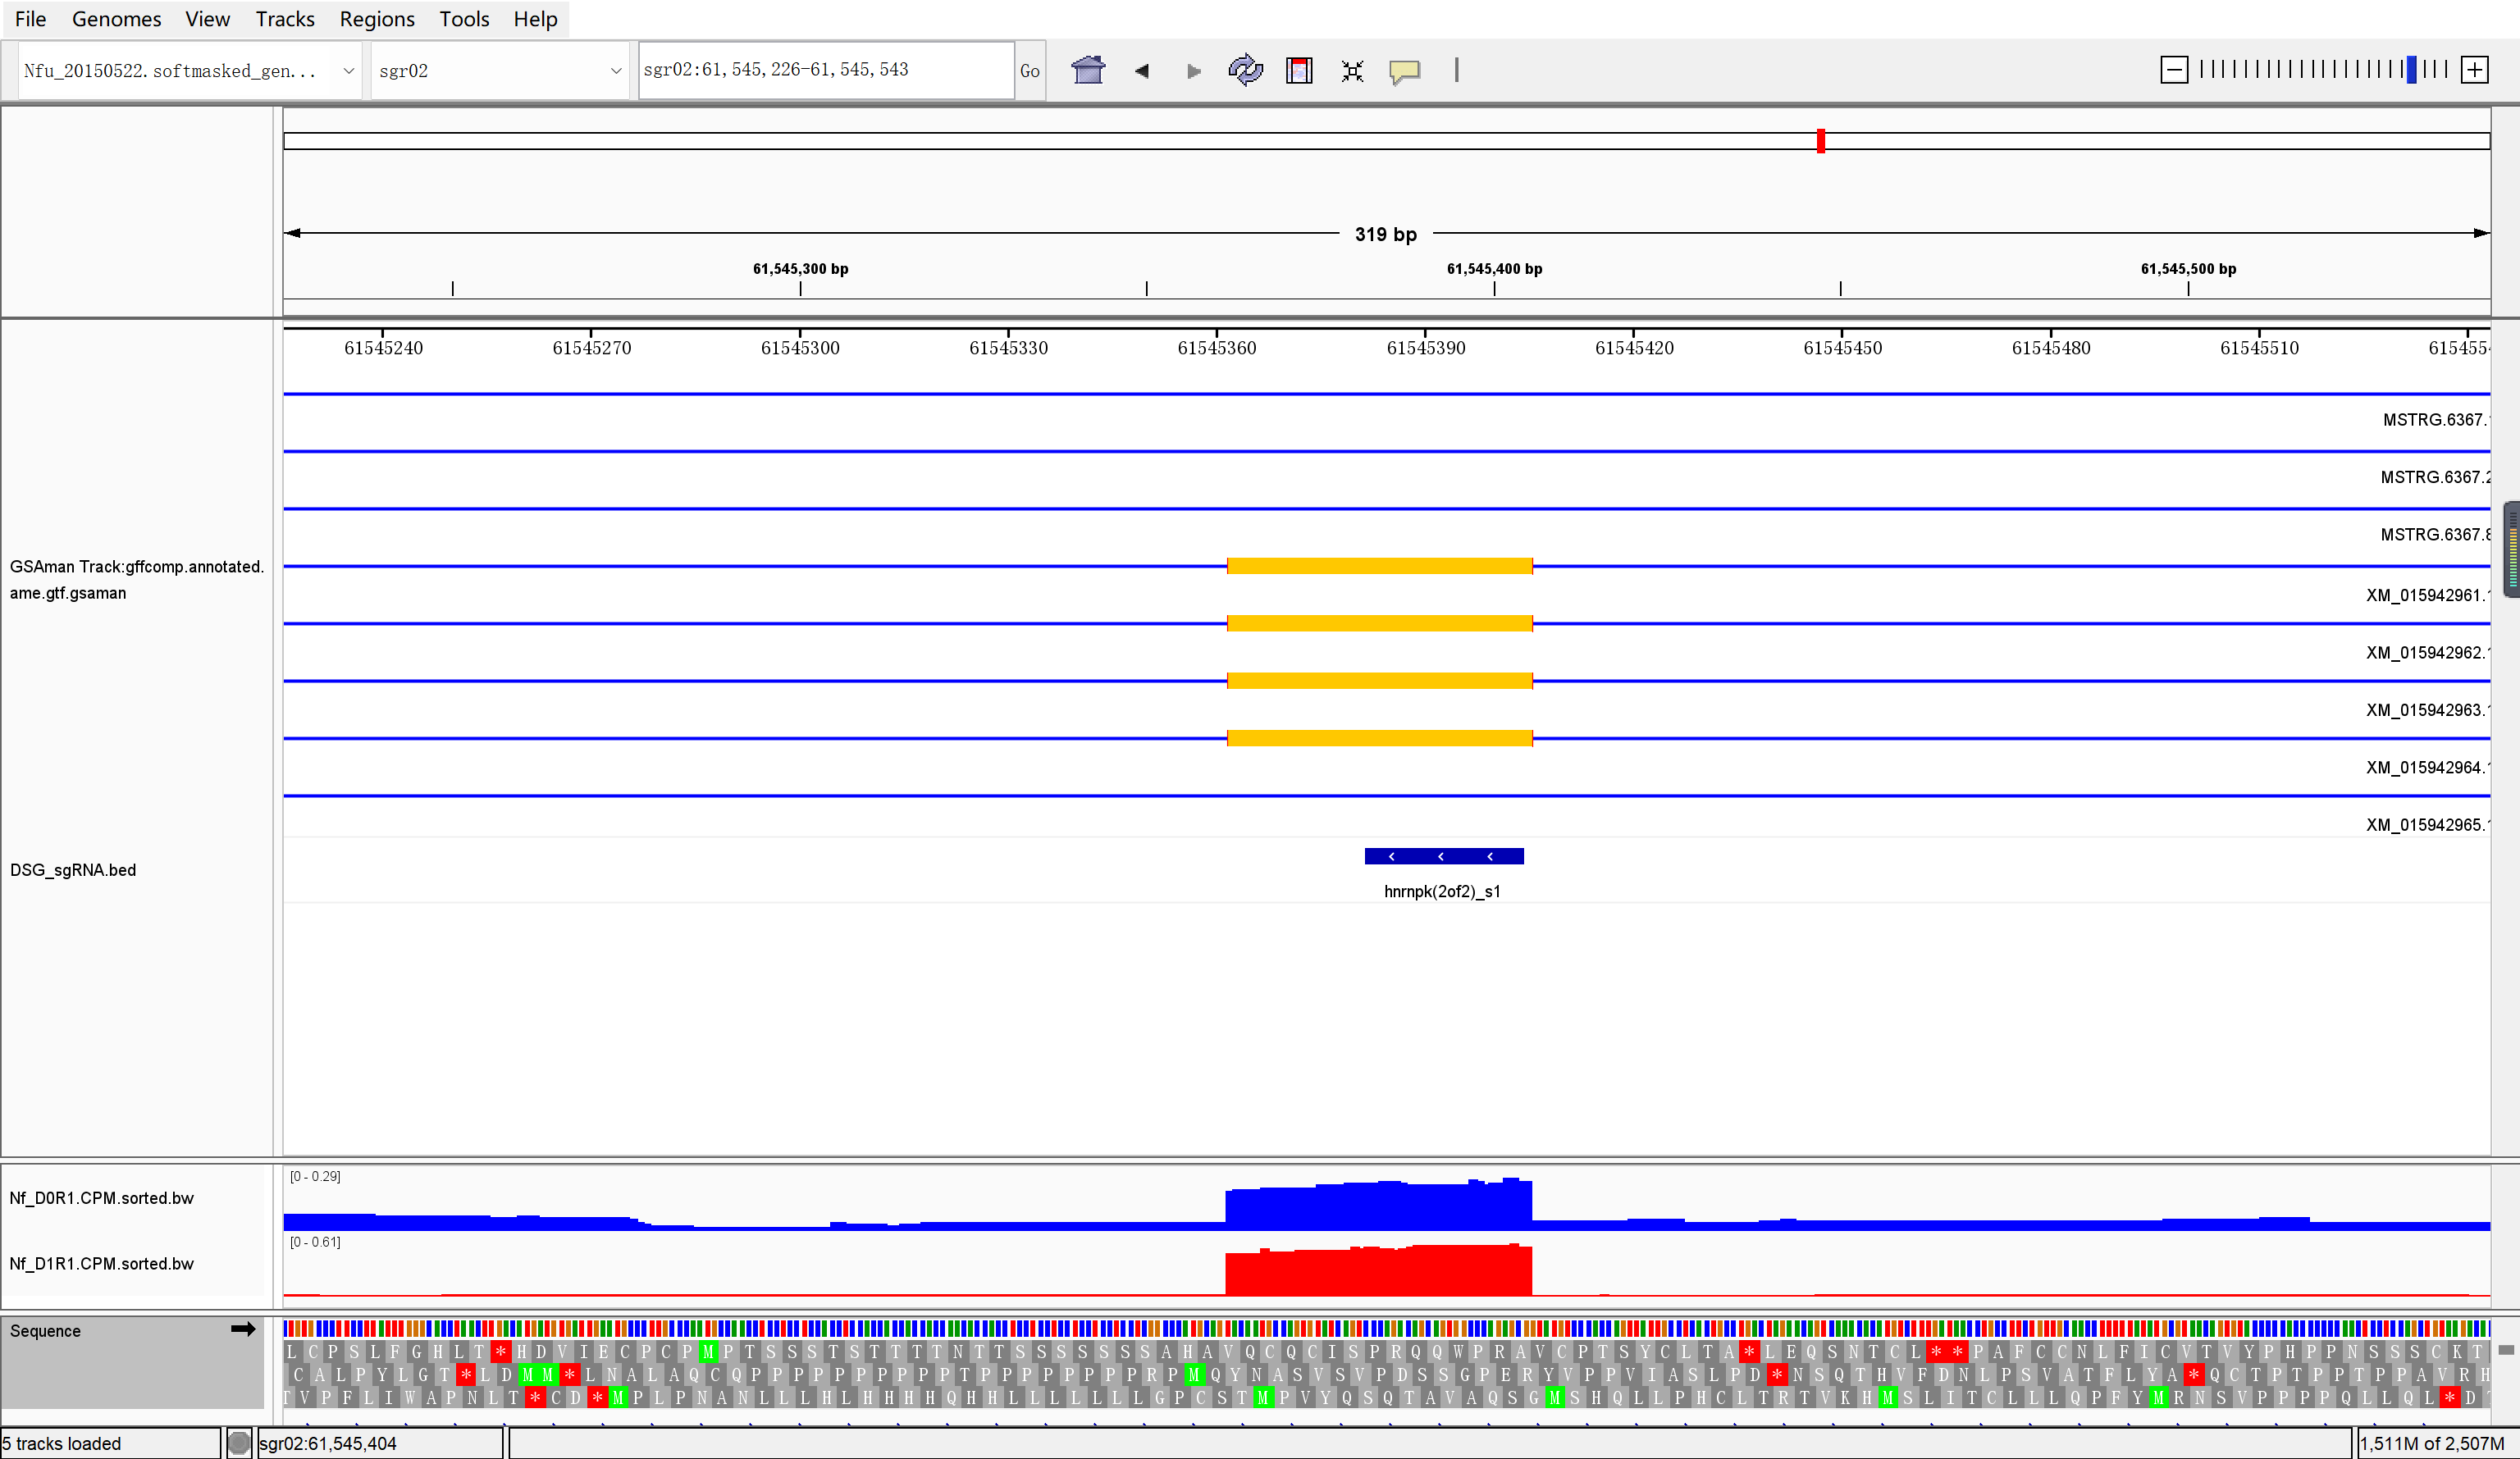 File Genomes View Tracks Regions Tools Help
Nfu_20150522.softmasked_gen... sgr02 sgr02:61,545,226-61,545,543 Go
319 bp
61,545,300 bp 61,545,400 bp 61,545,500 bp
61545240 61545270 61545300 61545330 61545360 61545390 61545420 61545450 61545480 61545510 6154554
MSTRG.6367.
MSTRG.6367.2
MSTRG.6367.8
GSAman Track:gffcomp.annotated.
ame.gtf.gsaman
XM_015942961.1
XM_015942962.1
XM_015942963.1
XM_015942964.1
XM_015942965.1
DSG_sgRNA.bed
hnrnpk(2of2)_s1
[0 - 0.29]
Nf_D0R1.CPM.sorted.bw
[0 - 0.61]
Nf_D1R1.CPM.sorted.bw
Sequence
L C P S L F G H L T * H D V I E C P C P M P T S S S T S T T T T N T T S S S S S S S A H A V Q C Q C I S P R Q Q W P R A V C P T S Y C L T A * L E Q S N T C L * * P A F C C N L F I C V T V Y P H P P N S S S C K T
C A L P Y L G T * L D M M * L N A L A Q C Q P P P P P P P P P P T P P P P P P P P R P M Q Y N A S V S V P D S S G P E R Y V P P V I A S L P D * N S Q T H V F D N L P S V A T F L Y A * Q C T P T P P T P P A V R H
T V P F L I W A P N L T * C D * M P L P N A N L L L H L H H H H Q H H L L L L L L L G P C S T M P V Y Q S Q T A V A Q S G M S H Q L L P H C L T R T V K H M S L I T C L L L Q P F Y M R N S V P P P P Q L L Q L * D
5 tracks loaded sgr02:61,545,404 1,511M of 2,507M